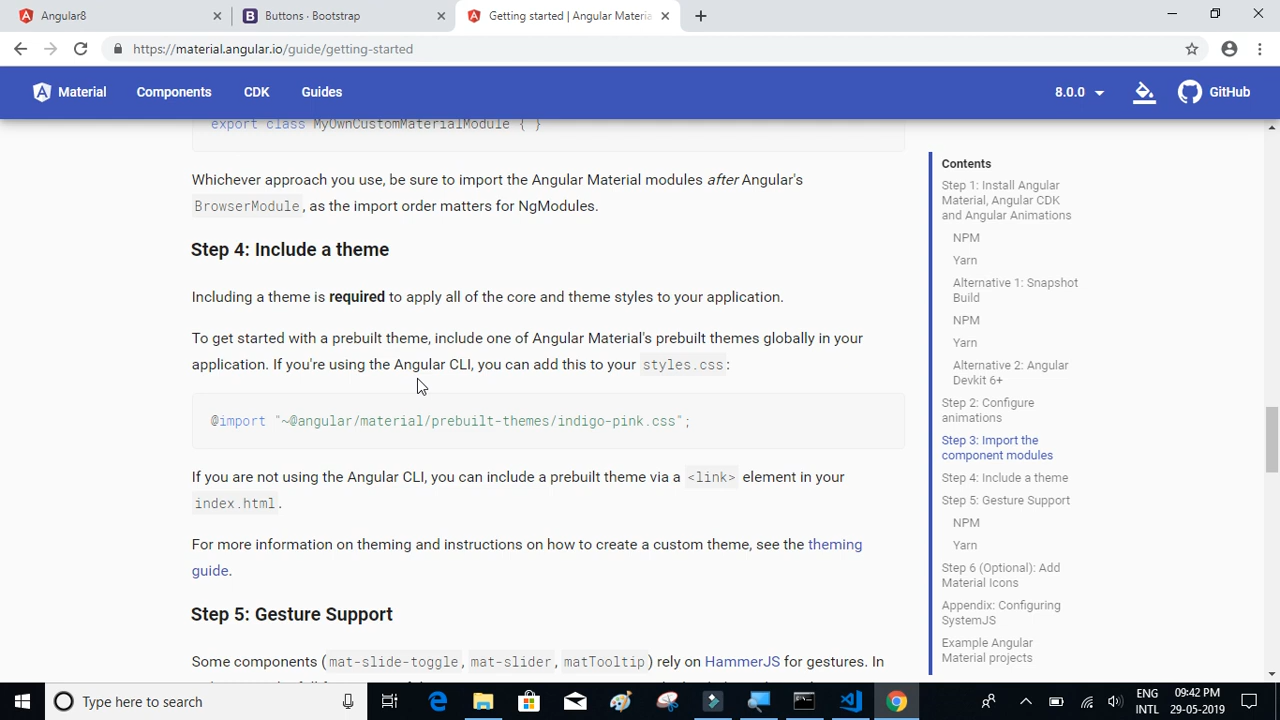 Angular8
Buttons · Bootstrap
Getting started | Angular Materia
https://material.angular.io/guide/getting-started
Material
Components
CDK
Guides
8.0.0
GitHub
export class MyOwnCustomMaterialModule { }
Whichever approach you use, be sure to import the Angular Material modules after Angular's
BrowserModule, as the import order matters for NgModules.
Step 4: Include a theme
Including a theme is required to apply all of the core and theme styles to your application.
To get started with a prebuilt theme, include one of Angular Material's prebuilt themes globally in your
application. If you're using the Angular CLI, you can add this to your styles.css:
@import "~@angular/material/prebuilt-themes/indigo-pink.css";
If you are not using the Angular CLI, you can include a prebuilt theme via a <link> element in your
index.html.
For more information on theming and instructions on how to create a custom theme, see the theming
guide.
Step 5: Gesture Support
Some components (mat-slide-toggle, mat-slider, matTooltip) rely on HammerJS for gestures. In
Contents
Step 1: Install Angular
Material, Angular CDK
and Angular Animations
NPM
Yarn
Alternative 1: Snapshot
Build
NPM
Yarn
Alternative 2: Angular
Devkit 6+
Step 2: Configure
animations
Step 3: Import the
component modules
Step 4: Include a theme
Step 5: Gesture Support
NPM
Yarn
Step 6 (Optional): Add
Material Icons
Appendix: Configuring
SystemJS
Example Angular
Material projects
Type here to search
ENG
INTL
09:42 PM
29-05-2019